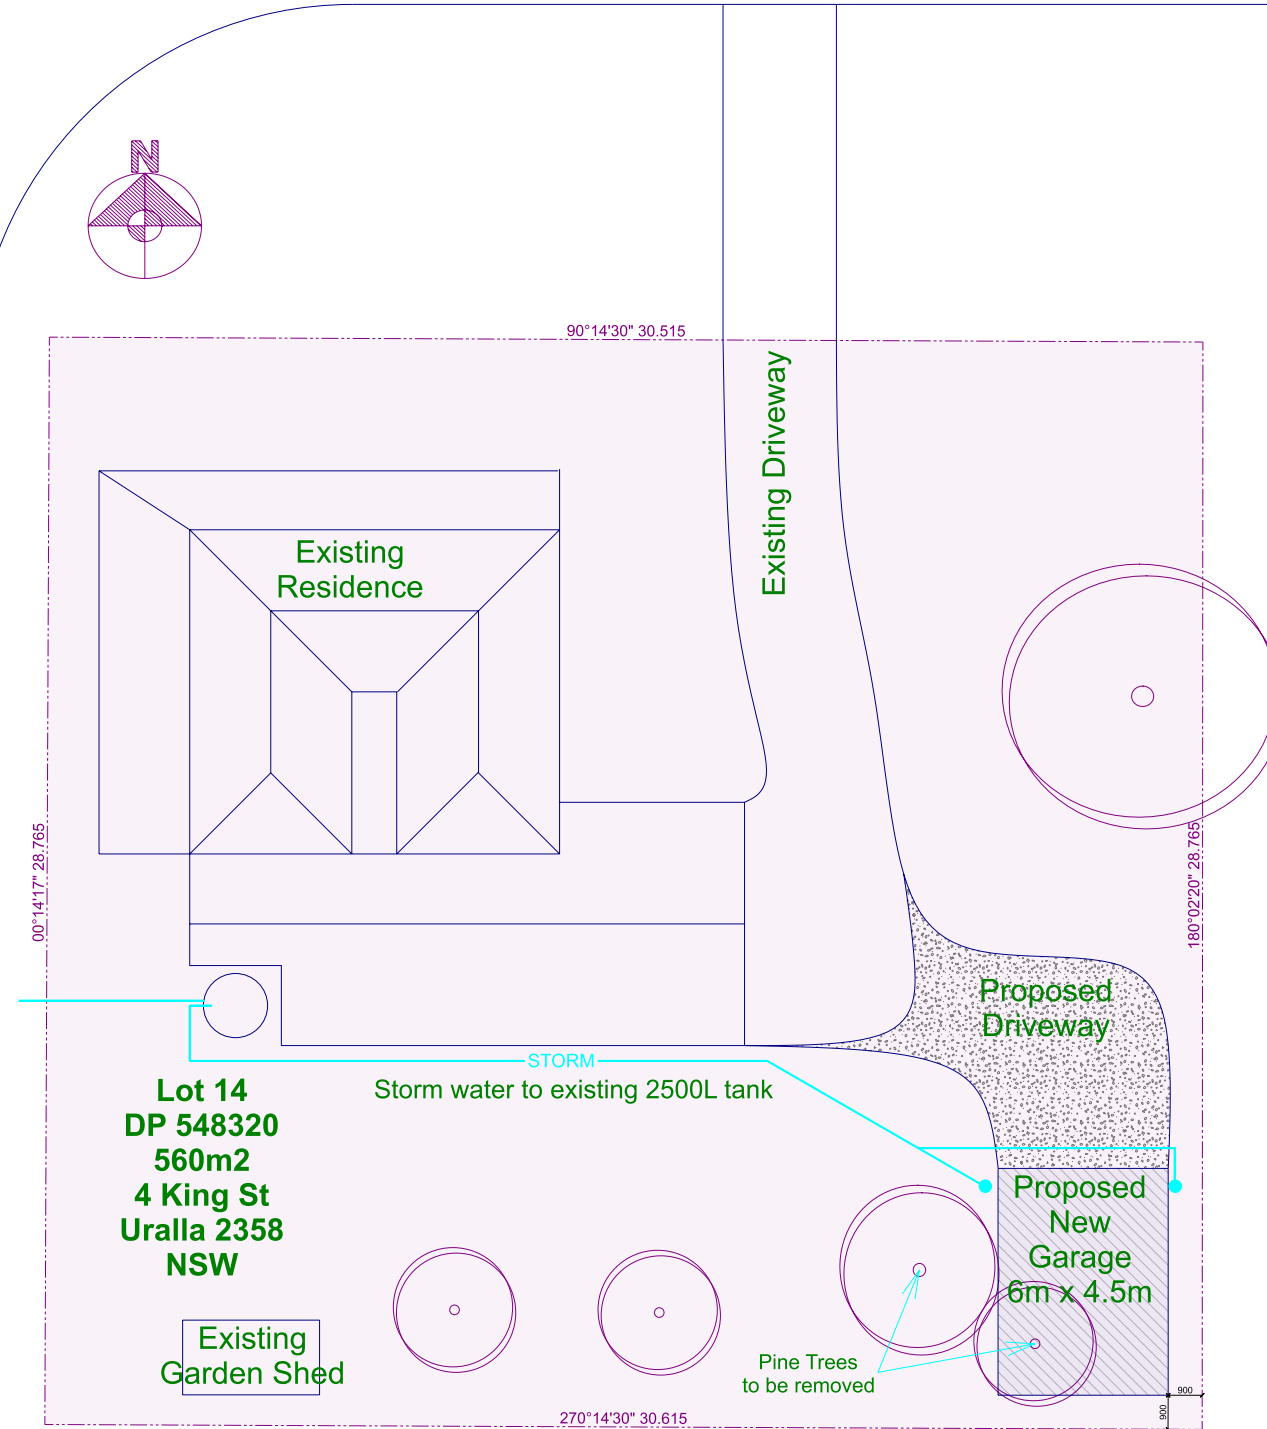 N
90°14'30" 30.515
Existing Driveway
Existing
Residence
00°14'17" 28.765
180°02'20" 28.765
Proposed
Driveway
STORM
Storm water to existing 2500L tank
Lot 14
DP 548320
560m2
4 King St
Uralla 2358
NSW
Proposed
New
Garage
6m x 4.5m
Existing
Garden Shed
Pine Trees
to be removed
900
900
270°14'30" 30.615